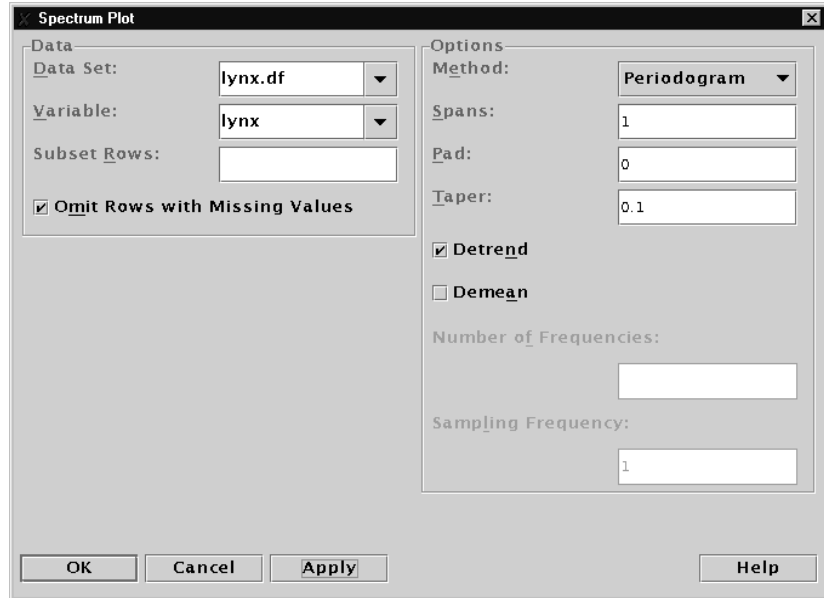 Spectrum Plot
Data
Data Set:
lynx.df
Variable:
lynx
Subset Rows:
Omit Rows with Missing Values
Options
Method:
Periodogram
Spans:
1
Pad:
0
Taper:
0.1
Detrend
Demean
Number of Frequencies:
Sampling Frequency:
1
OK
Cancel
Apply
Help